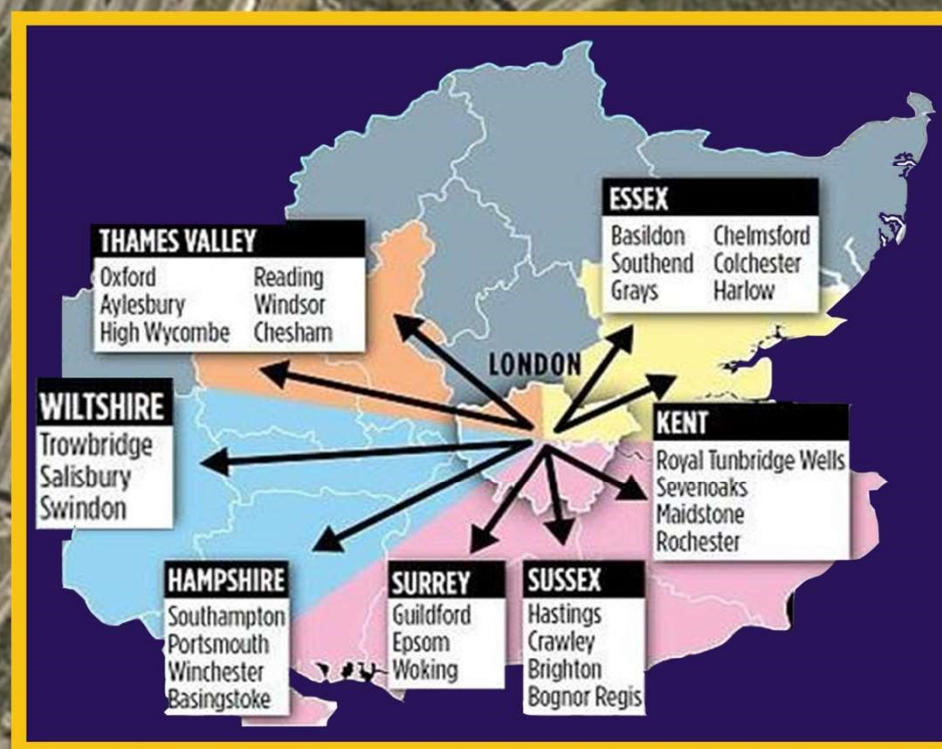 THAMES VALLEY
Oxford Reading
Aylesbury Windsor
High Wycombe Chesham
ESSEX
Basildon Chelmsford
Southend Colchester
Grays Harlow
LONDON
WILTSHIRE
Trowbridge
Salisbury
Swindon
KENT
Royal Tunbridge Wells
Sevenoaks
Maidstone
Rochester
HAMPSHIRE
Southampton
Portsmouth
Winchester
Basingstoke
SURREY
Guildford
Epsom
Woking
SUSSEX
Hastings
Crawley
Brighton
Bognor Regis